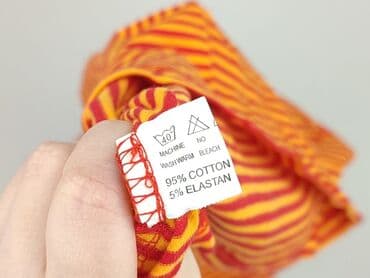 40
MACHINE NO
WASH WARM BLEACH
95% COTTON
5% ELASTAN